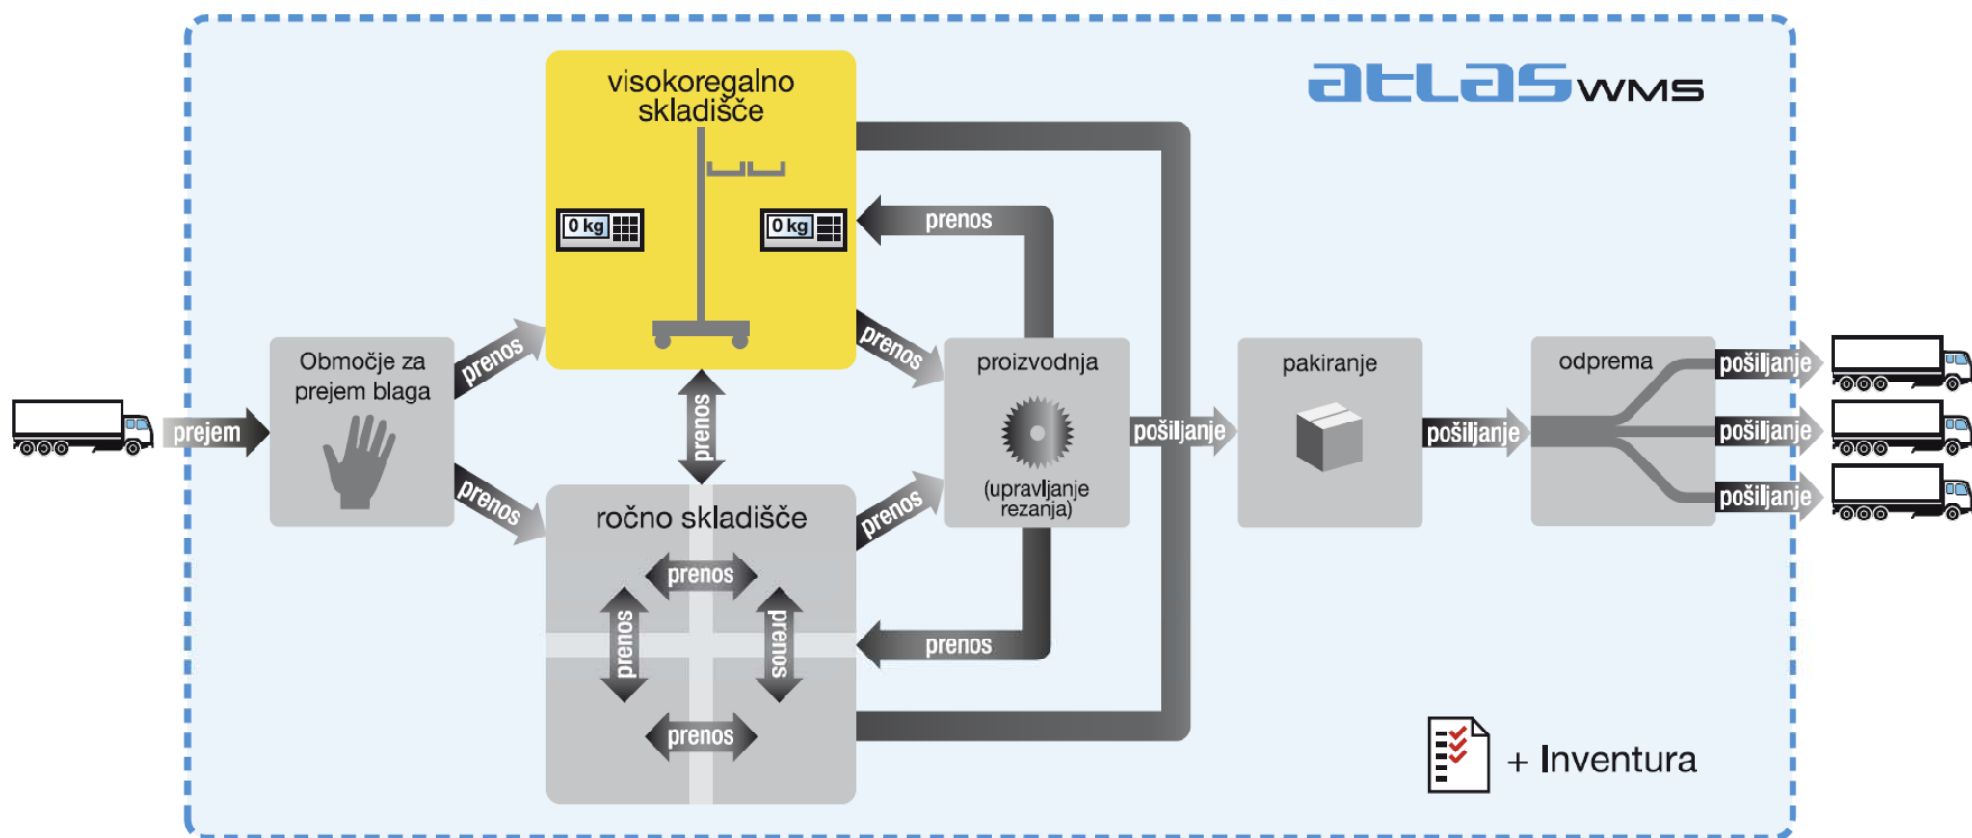 atlas WMS
visokoregalno
skladišče
0 kg
0 kg
prenos
prenos
prenos
Območje za
prejem blaga
prejem
prenos
prenos
ročno skladišče
prenos
prenos
prenos
prenos
prenos
prenos
proizvodnja
(upravljanje
rezanja)
pošiljanje
pakiranje
pošiljanje
odprema
pošiljanje
pošiljanje
pošiljanje
+ Inventura